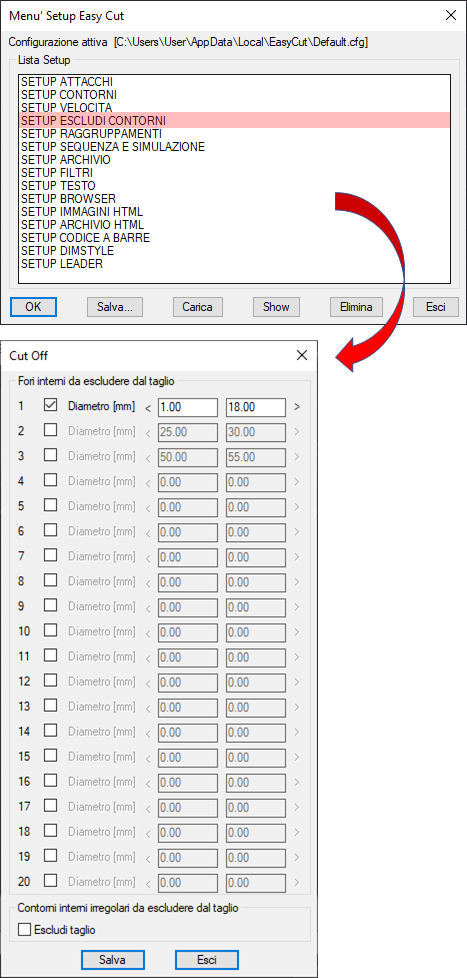 Menu' Setup Easy Cut
Configurazione attiva [C:\Users\User\AppData\Local\EasyCut\Default.cfg]
Lista Setup
SETUP ATTACCHI
SETUP CONTORNI
SETUP VELOCITA
SETUP ESCLUDI CONTORNI
SETUP RAGGRUPPAMENTI
SETUP SEQUENZA E SIMULAZIONE
SETUP ARCHIVIO
SETUP FILTRI
SETUP TESTO
SETUP BROWSER
SETUP IMMAGINI HTML
SETUP ARCHIVIO HTML
SETUP CODICE A BARRE
SETUP DIMSTYLE
SETUP LEADER
OK Salva... Carica Show Elimina Esci
Cut Off
Fori interni da escludere dal taglio
1 Diametro [mm] < 1.00 18.00 >
2 Diametro [mm] < 25.00 30.00 >
3 Diametro [mm] < 50.00 55.00 >
4 Diametro [mm] < 0.00 0.00 >
5 Diametro [mm] < 0.00 0.00 >
6 Diametro [mm] < 0.00 0.00 >
7 Diametro [mm] < 0.00 0.00 >
8 Diametro [mm] < 0.00 0.00 >
9 Diametro [mm] < 0.00 0.00 >
10 Diametro [mm] < 0.00 0.00 >
11 Diametro [mm] < 0.00 0.00 >
12 Diametro [mm] < 0.00 0.00 >
13 Diametro [mm] < 0.00 0.00 >
14 Diametro [mm] < 0.00 0.00 >
15 Diametro [mm] < 0.00 0.00 >
16 Diametro [mm] < 0.00 0.00 >
17 Diametro [mm] < 0.00 0.00 >
18 Diametro [mm] < 0.00 0.00 >
19 Diametro [mm] < 0.00 0.00 >
20 Diametro [mm] < 0.00 0.00 >
Contorni interni irregolari da escludere dal taglio
Escludi taglio
Salva Esci